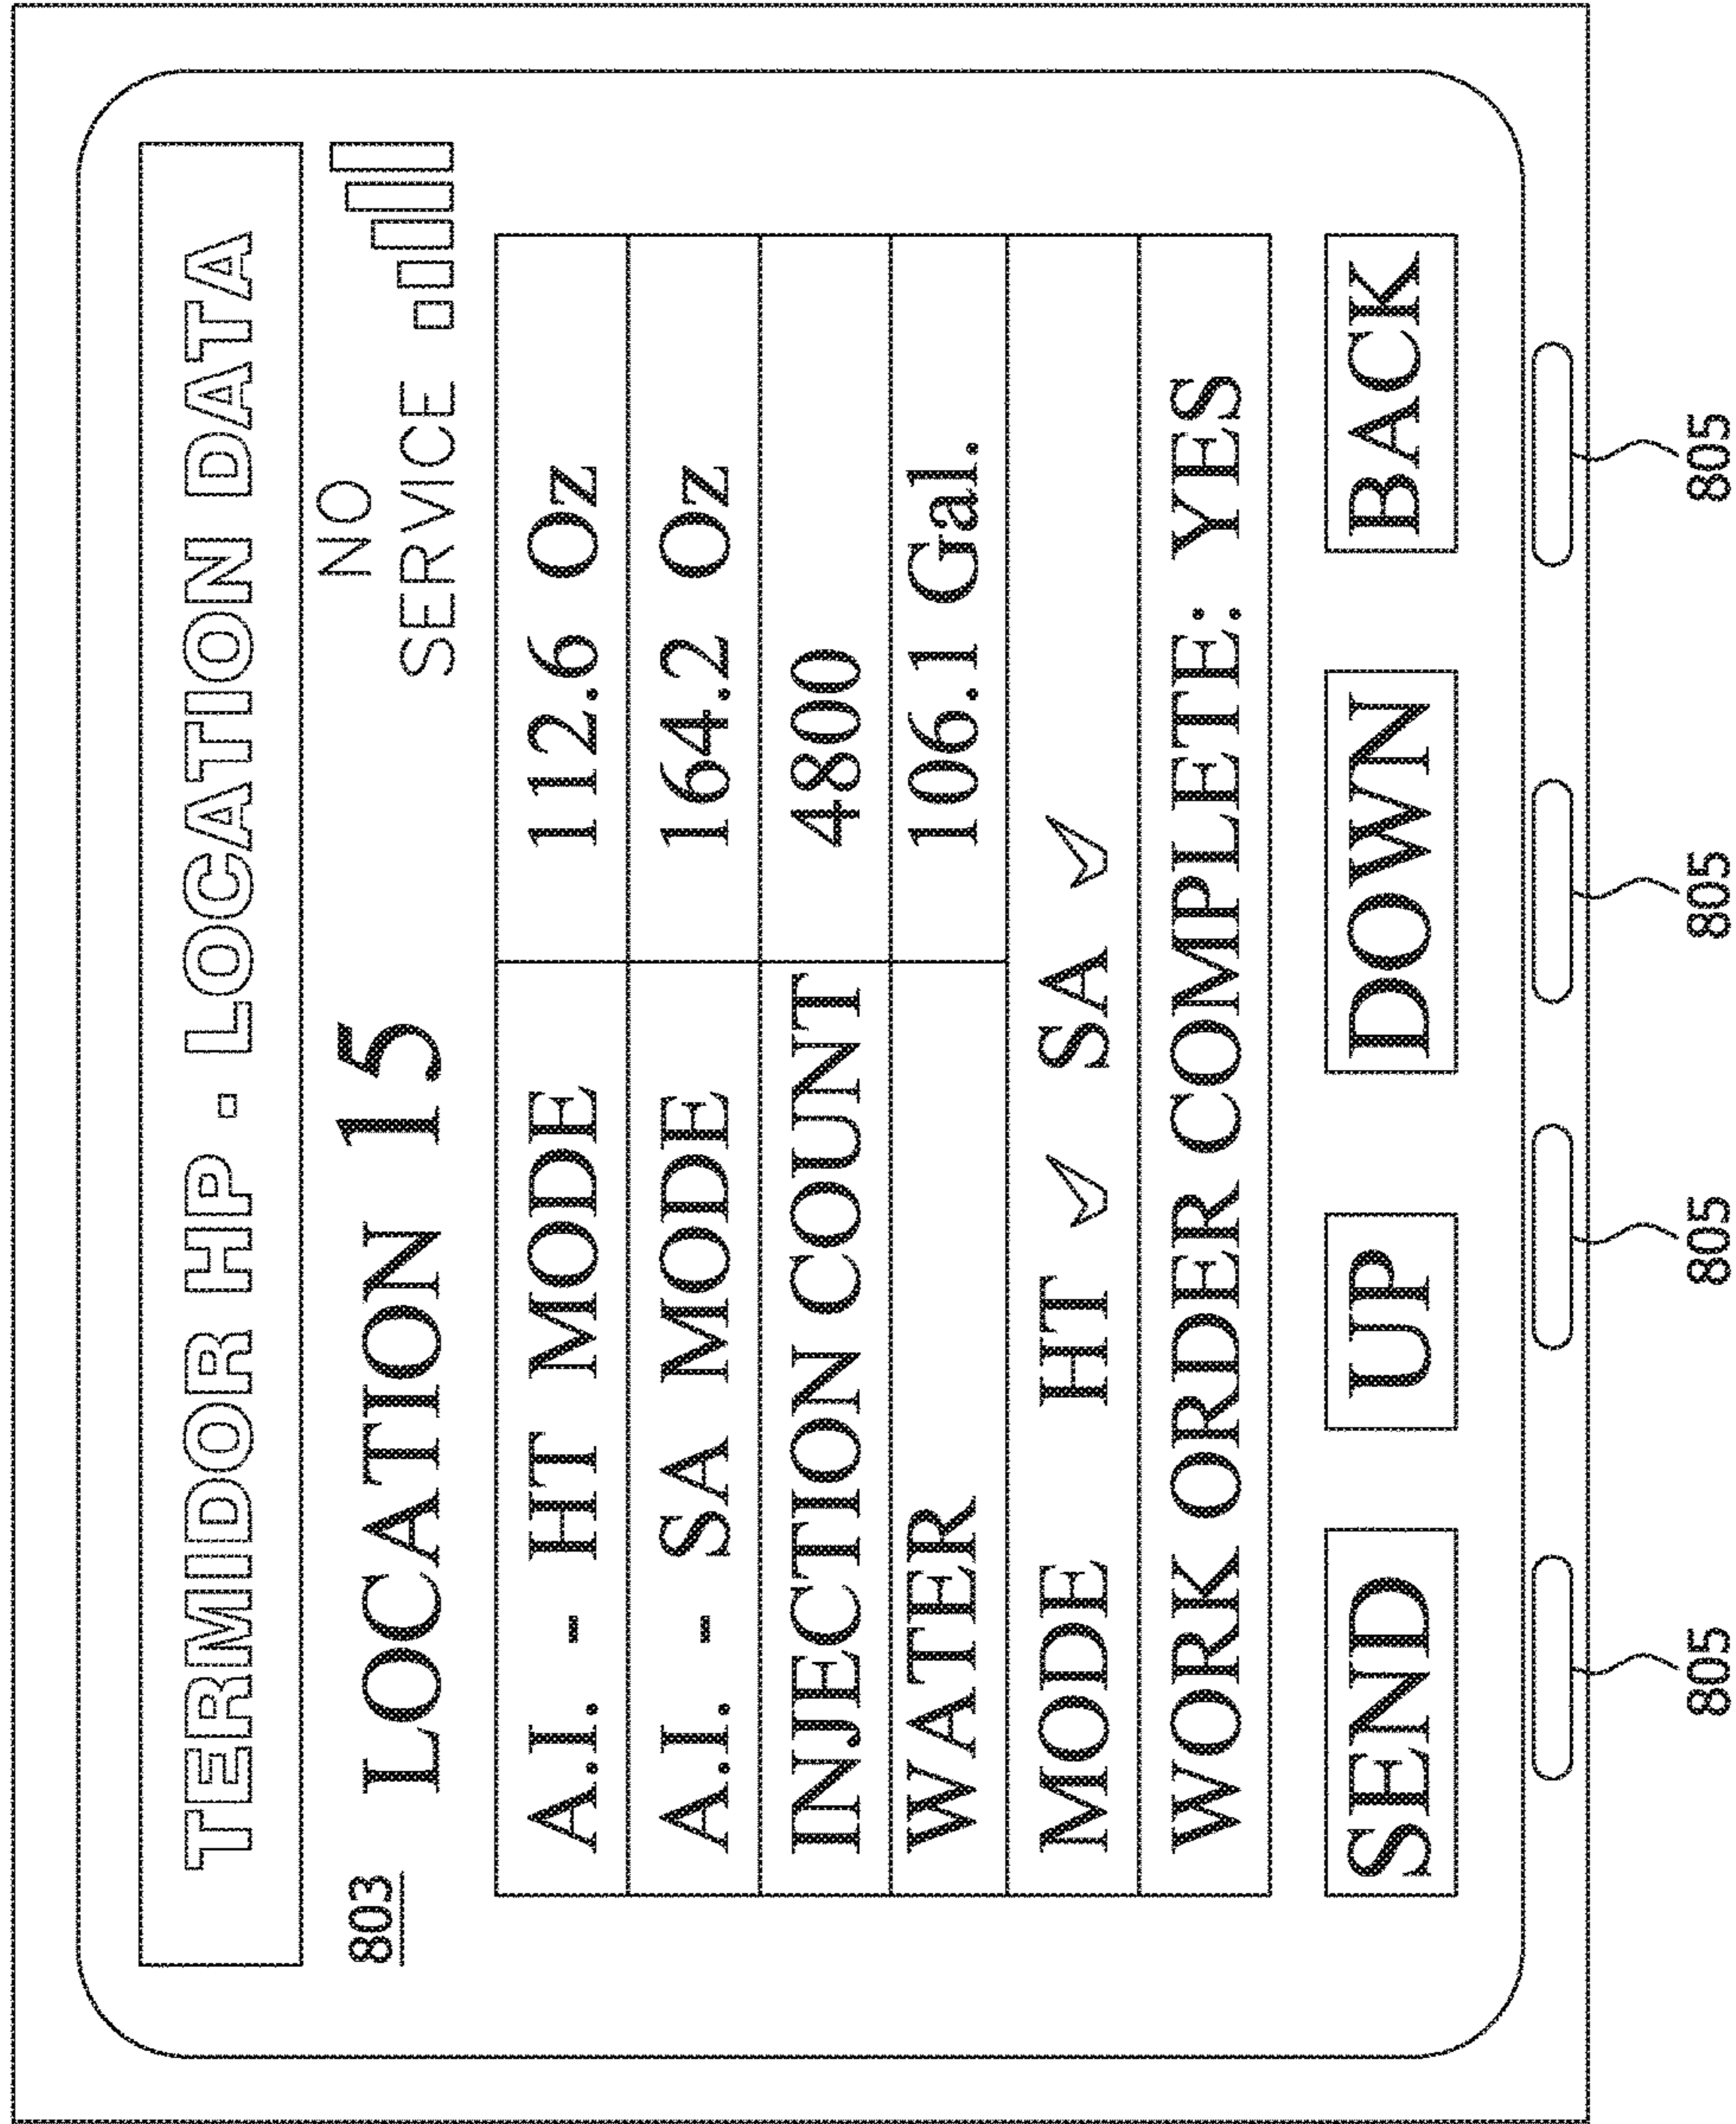 TERMIDOR HP - LOCATION DATA
803 LOCATION 15 NO
SERVICE
A.I. - HT MODE 112.6 Oz
A.I. - SA MODE 164.2 Oz
INJECTION COUNT 4800
WATER 106.1 Gal.
MODE HT ✓ SA ✓
WORK ORDER COMPLETE: YES
SEND UP DOWN BACK
805 805 805 805